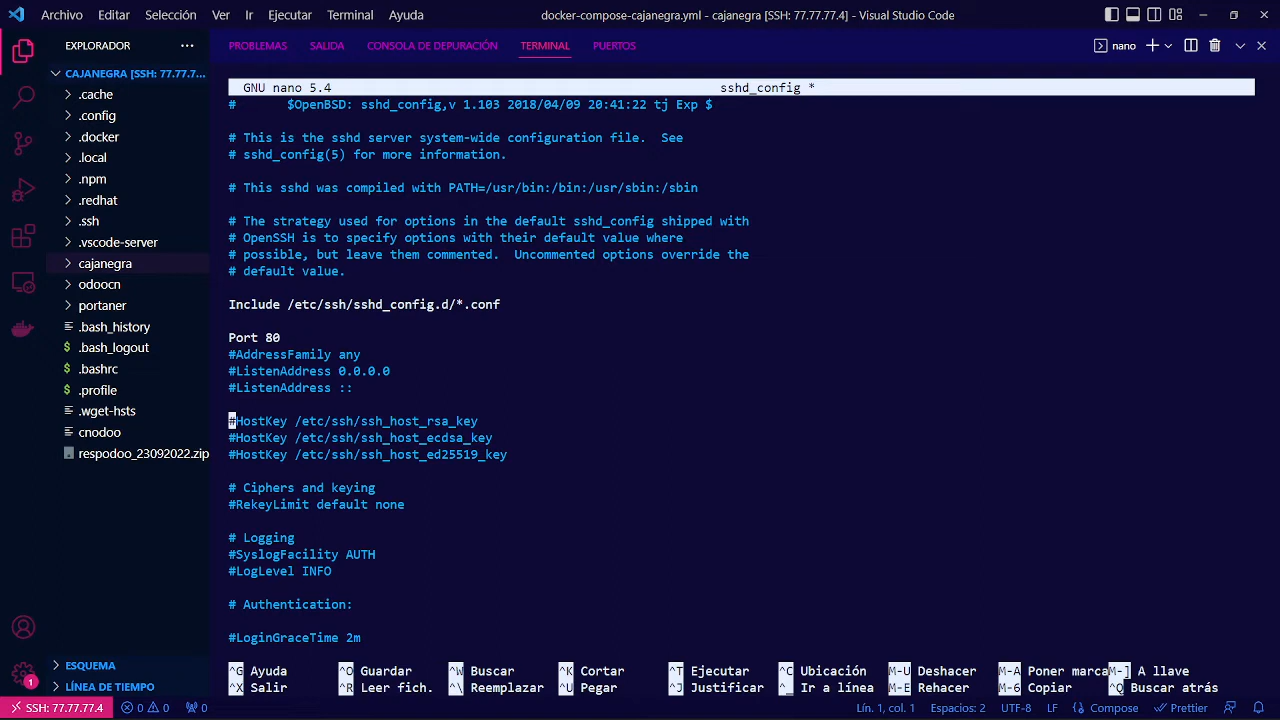 Archivo Editar Selección Ver Ir Ejecutar Terminal Ayuda
docker-compose-cajanegra.yml - cajanegra [SSH: 77.77.77.4] - Visual Studio Code
EXPLORADOR ...
CAJANEGRA [SSH: 77.77.7...
.cache
.config
.docker
.local
.npm
.redhat
.ssh
.vscode-server
cajanegra
odoocn
portaner
.bash_history
$ .bash_logout
$ .bashrc
$ .profile
.wget-hsts
cnodoo
respodoo_23092022.zip
ESQUEMA
LÍNEA DE TIEMPO
1
PROBLEMAS SALIDA CONSOLA DE DEPURACIÓN TERMINAL PUERTOS
nano
GNU nano 5.4 sshd_config *
# $OpenBSD: sshd_config,v 1.103 2018/04/09 20:41:22 tj Exp $
# This is the sshd server system-wide configuration file. See
# sshd_config(5) for more information.
# This sshd was compiled with PATH=/usr/bin:/bin:/usr/sbin:/sbin
# The strategy used for options in the default sshd_config shipped with
# OpenSSH is to specify options with their default value where
# possible, but leave them commented. Uncommented options override the
# default value.
Include /etc/ssh/sshd_config.d/*.conf
Port 80
#AddressFamily any
#ListenAddress 0.0.0.0
#ListenAddress ::
#HostKey /etc/ssh/ssh_host_rsa_key
#HostKey /etc/ssh/ssh_host_ecdsa_key
#HostKey /etc/ssh/ssh_host_ed25519_key
# Ciphers and keying
#RekeyLimit default none
# Logging
#SyslogFacility AUTH
#LogLevel INFO
# Authentication:
#LoginGraceTime 2m
^G Ayuda ^O Guardar ^W Buscar ^K Cortar ^T Ejecutar ^C Ubicación M-U Deshacer M-A Poner marcaM-] A llave
^X Salir ^R Leer fich. ^\ Reemplazar ^U Pegar ^J Justificar ^_ Ir a línea M-E Rehacer M-6 Copiar ^Q Buscar atrás
SSH: 77.77.77.4 0 0 0 Lín. 1, col. 1 Espacios: 2 UTF-8 LF Compose Prettier